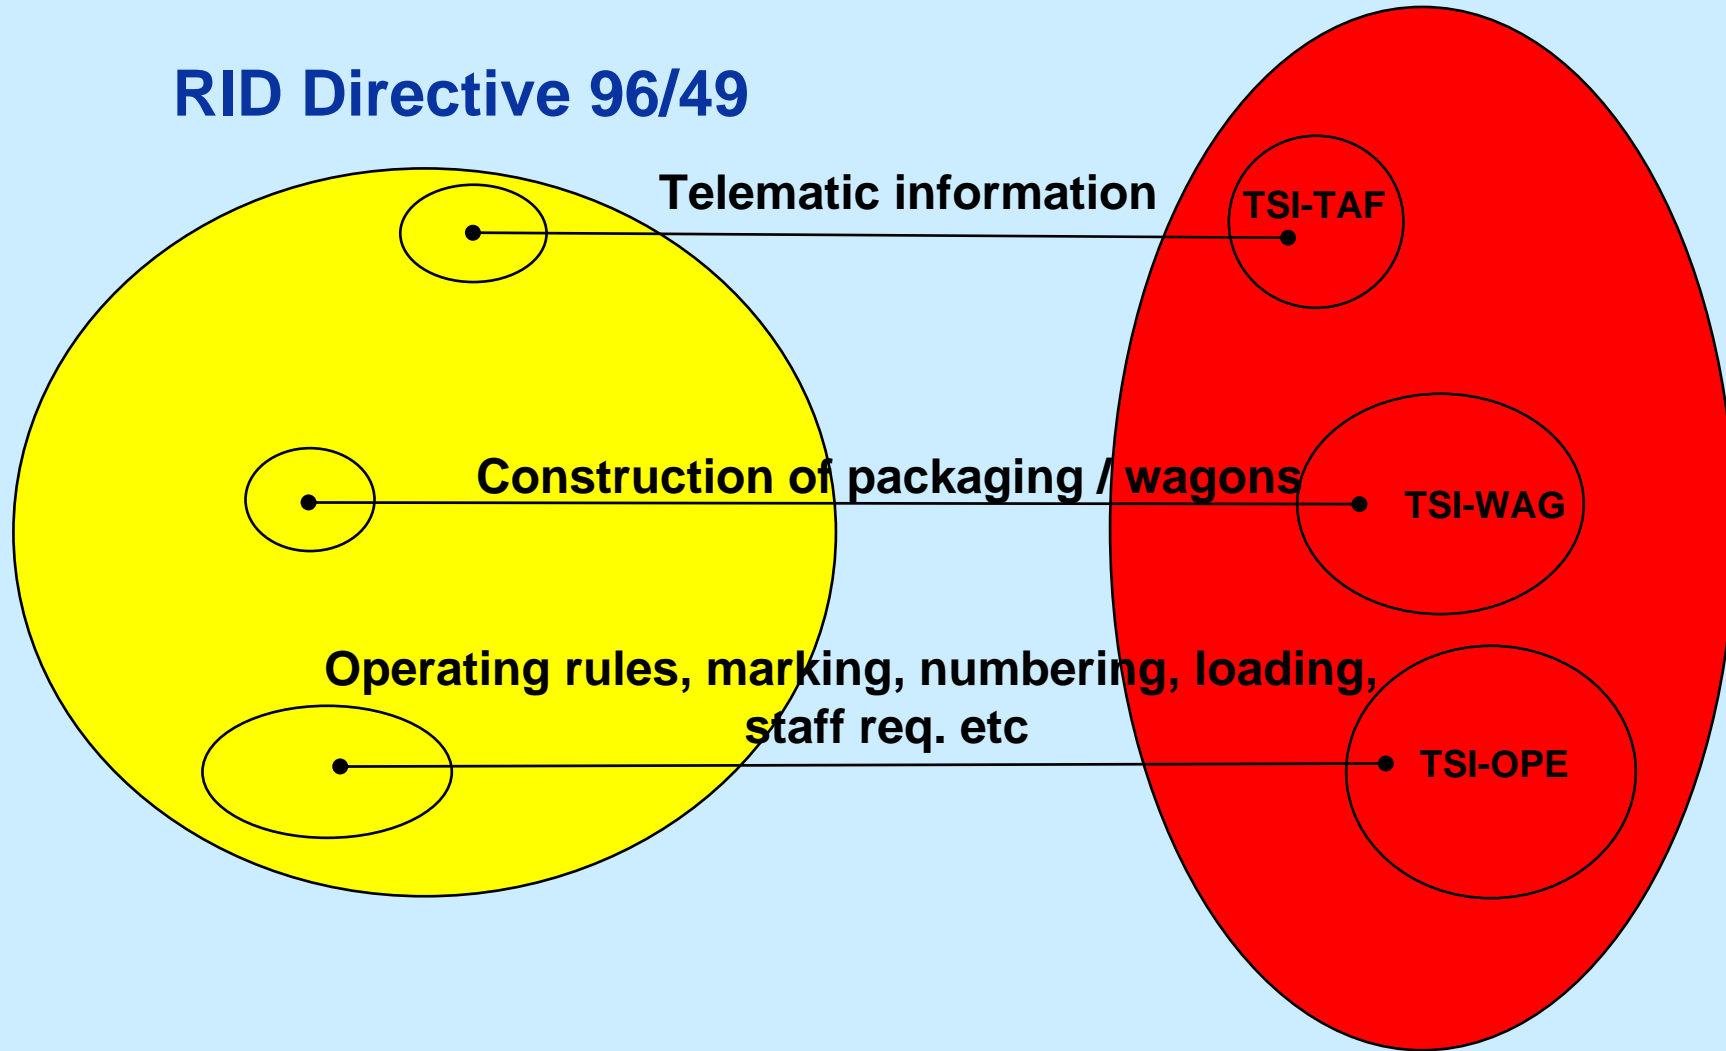 RID Directive 96/49
Telematic information
TSI-TAF
Construction of packaging / wagons
TSI-WAG
Operating rules, marking, numbering, loading,
staff req. etc
TSI-OPE